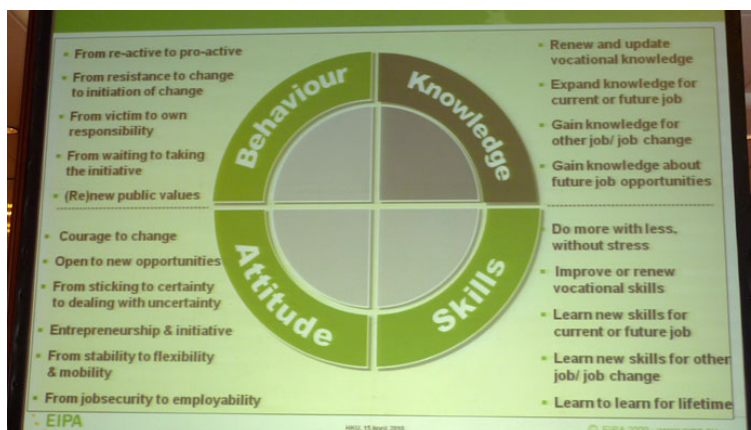 From re-active to pro-active
From resistance to change
to initiation of change
From victim to own
responsibility
From waiting to taking
the initiative
(Re)new public values
Behaviour
Knowledge
Renew and update
vocational knowledge
Expand knowledge for
current or future job
Gain knowledge for
other job/ job change
Gain knowledge about
future job opportunities
Courage to change
Open to new opportunities
From sticking to certainty
to dealing with uncertainty
Entrepreneurship & initiative
From stability to flexibility
& mobility
From jobsecurity to employability
Attitude
Skills
Do more with less,
without stress
Improve or renew
vocational skills
Learn new skills for
current or future job
Learn new skills for other
job/ job change
Learn to learn for lifetime
EIPA